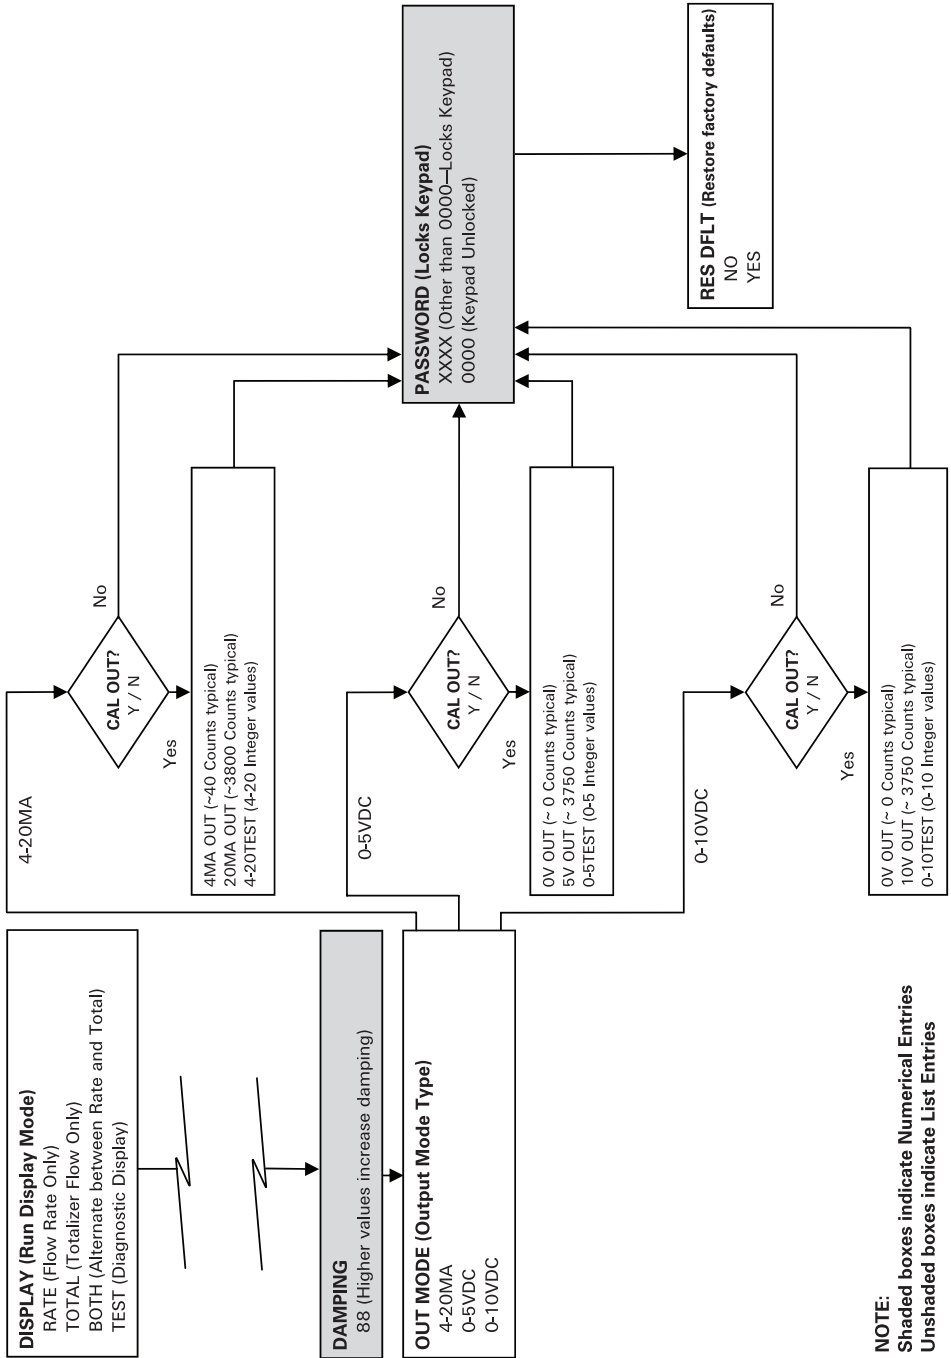 DISPLAY (Run Display Mode)
RATE (Flow Rate Only)
TOTAL (Totalizer Flow Only)
BOTH (Alternate between Rate and Total)
TEST (Diagnostic Display)
DAMPING
88 (Higher values increase damping)
OUT MODE (Output Mode Type)
4-20MA
0-5VDC
0-10VDC
4-20MA
CAL OUT?
Y / N
No
Yes
4MA OUT (~40 Counts typical)
20MA OUT (~3800 Counts typical)
4-20TEST (4-20 Integer values)
0-5VDC
CAL OUT?
Y / N
No
Yes
0V OUT (~ 0 Counts typical)
5V OUT (~ 3750 Counts typical)
0-5TEST (0-5 Integer values)
0-10VDC
CAL OUT?
Y / N
No
Yes
0V OUT (~ 0 Counts typical)
10V OUT (~ 3750 Counts typical)
0-10TEST (0-10 Integer values)
PASSWORD (Locks Keypad)
XXXX (Other than 0000—Locks Keypad)
0000 (Keypad Unlocked)
RES DFLT (Restore factory defaults)
NO
YES
NOTE:
Shaded boxes indicate Numerical Entries
Unshaded boxes indicate List Entries